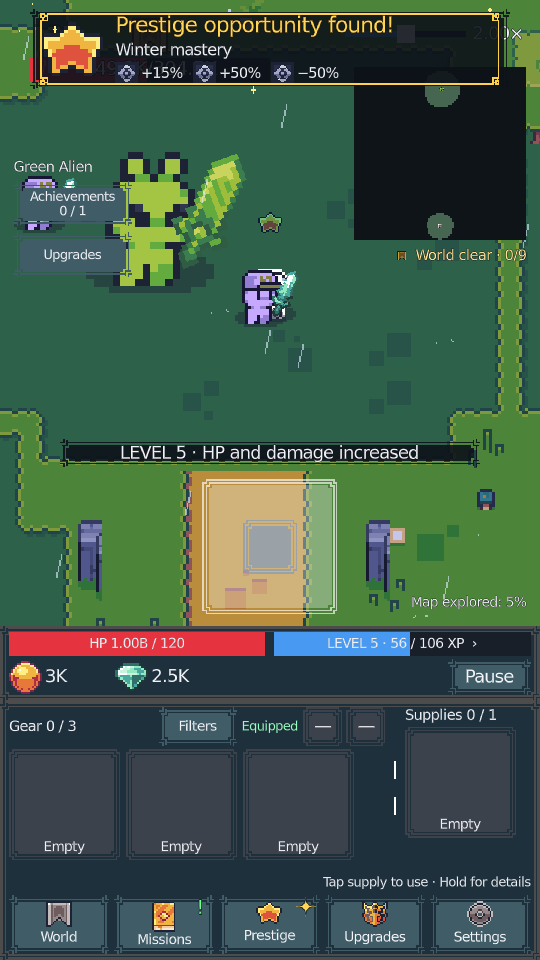 Prestige opportunity found!
Winter mastery
+15% +50% −50%
2.00×
Green Alien
Achievements
0 / 1
Upgrades
World clear · 0/9
LEVEL 5 · HP and damage increased
Map explored: 5%
HP 1.00B / 120
LEVEL 5 · 56 / 106 XP ›
3K
2.5K
Pause
Gear 0 / 3
Filters
Equipped
— —
Supplies 0 / 1
Empty
Empty
Empty
Empty
Tap supply to use · Hold for details
World
Missions
!
Prestige
Upgrades
Settings